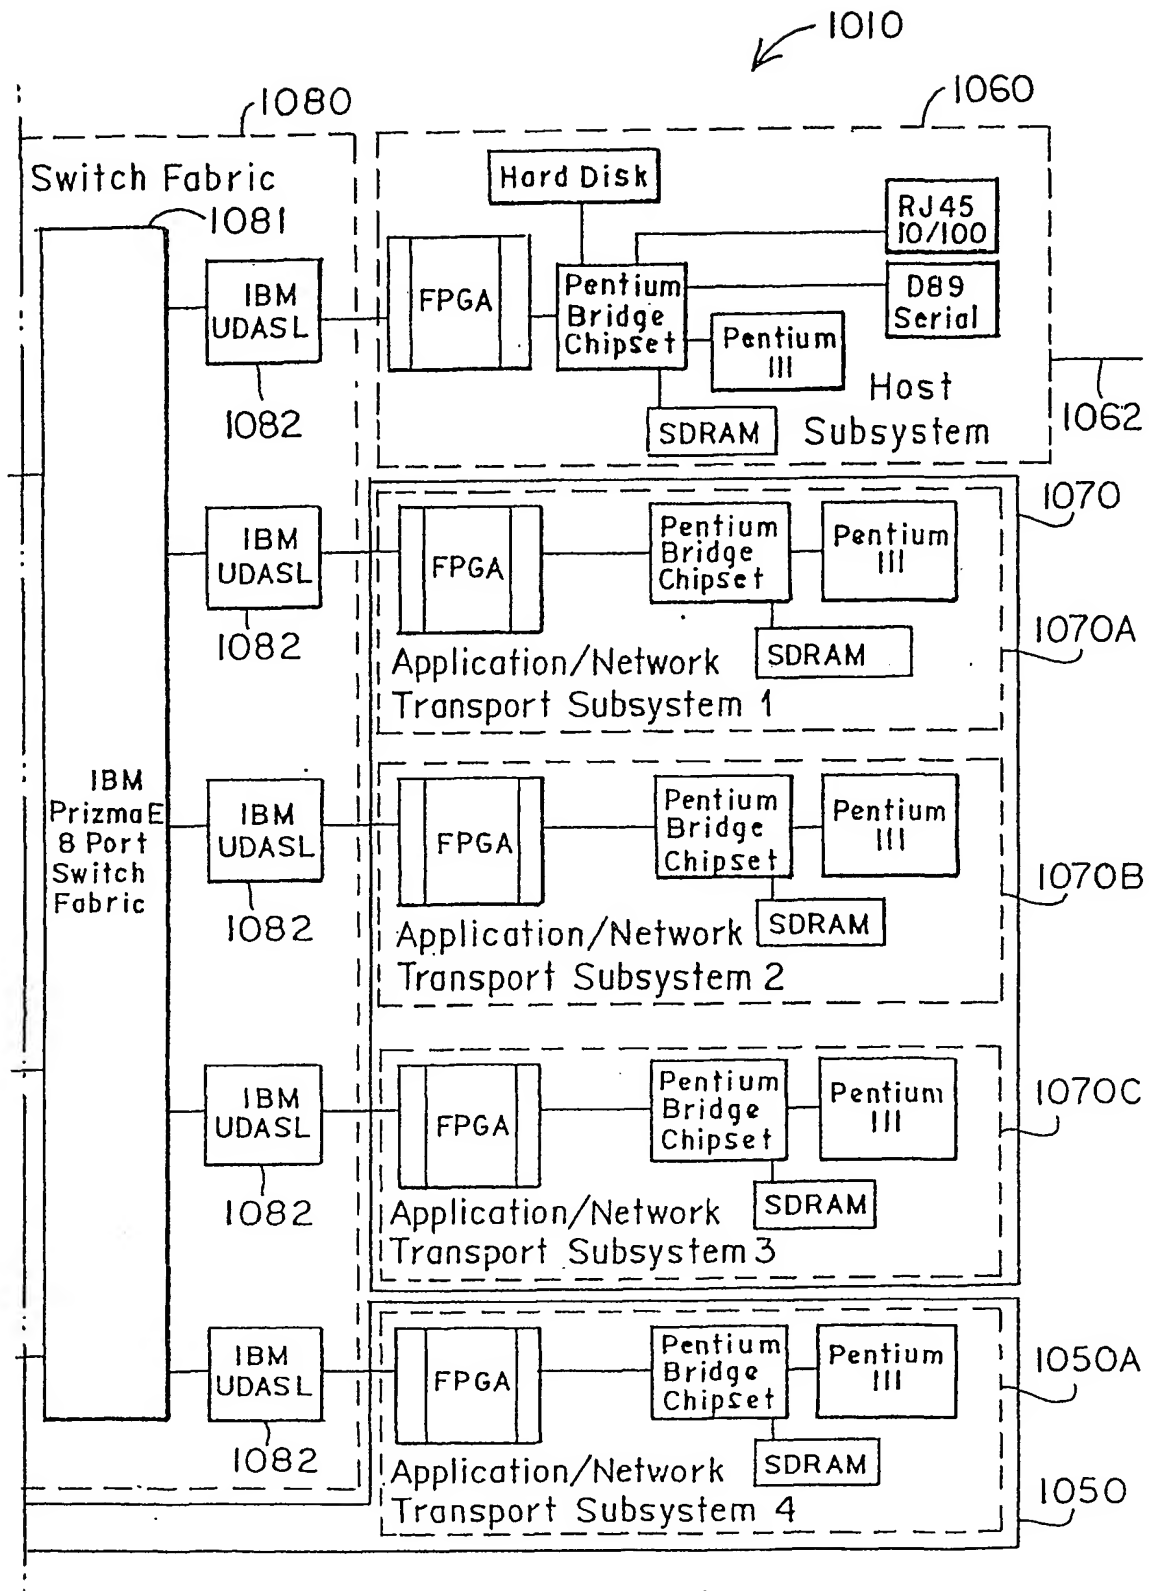 1010
1080
1060
Switch Fabric
1081
Hard Disk
RJ45
10/100
IBM
UDASL
FPGA
Pentium
Bridge
Chipset
D89
Serial
Pentium
III
1082
SDRAM
Host
Subsystem
1062
1070
IBM
UDASL
FPGA
Pentium
Bridge
Chipset
Pentium
III
1082
Application/Network
Transport Subsystem 1
SDRAM
1070A
IBM
PrizmaE
8 Port
Switch
Fabric
IBM
UDASL
FPGA
Pentium
Bridge
Chipset
Pentium
III
1070B
1082
Application/Network
Transport Subsystem 2
SDRAM
IBM
UDASL
FPGA
Pentium
Bridge
Chipset
Pentium
III
1070C
1082
Application/Network
Transport Subsystem 3
SDRAM
IBM
UDASL
FPGA
Pentium
Bridge
Chipset
Pentium
III
1050A
1082
Application/Network
Transport Subsystem 4
SDRAM
1050